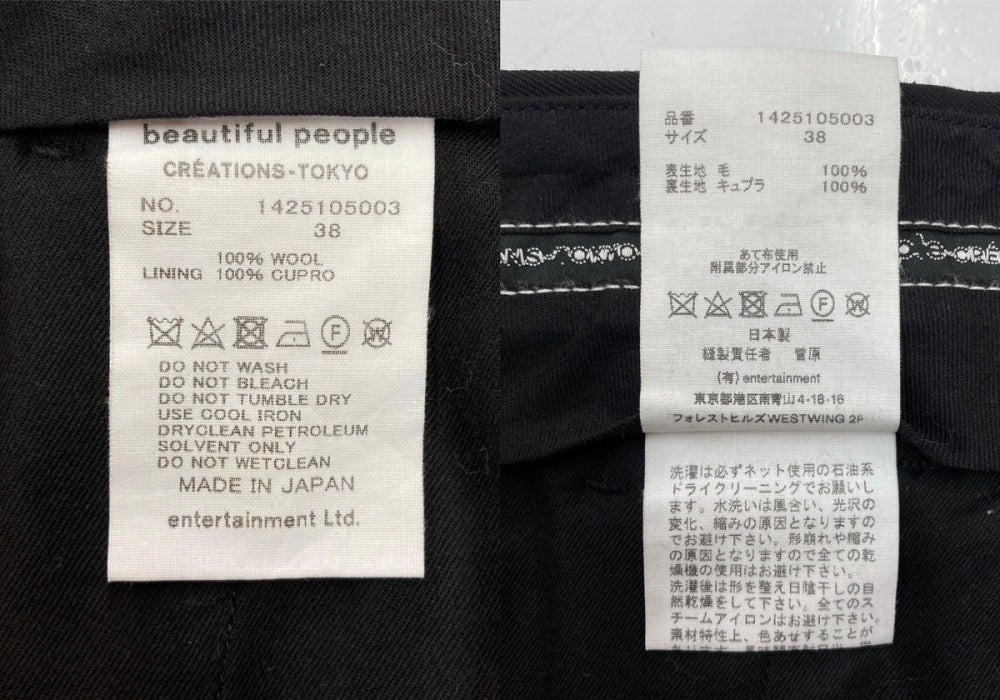 beautiful people
CRÉATIONS-TOKYO
NO. 1425105003
SIZE 38
100% WOOL
LINING 100% CUPRO
F W
DO NOT WASH
DO NOT BLEACH
DO NOT TUMBLE DRY
USE COOL IRON
DRYCLEAN PETROLEUM
SOLVENT ONLY
DO NOT WETCLEAN
MADE IN JAPAN
entertainment Ltd.
品番 1425105003
サイズ 38
表生地 毛 100%
裏生地 キュプラ 100%
TOKYO
CRÉ
あて布使用
附属部分アイロン禁止
F W
日本製
縫製責任者 菅原
(有) entertainment
東京都港区南青山4-16-16
フォレストヒルズWESTWING 2F
洗濯は必ずネット使用の石油系
ドライクリーニングでお願いし
ます。水洗いは風合い、光沢の
変化、縮みの原因となりますの
でお避け下さい。形崩れや縮み
の原因となりますので全ての乾
燥機の使用はお避け下さい。
洗濯後は形を整え日陰干しの自
然乾燥をして下さい。全てのス
チームアイロンはお避け下さい。
素材特性上、色あせすることが